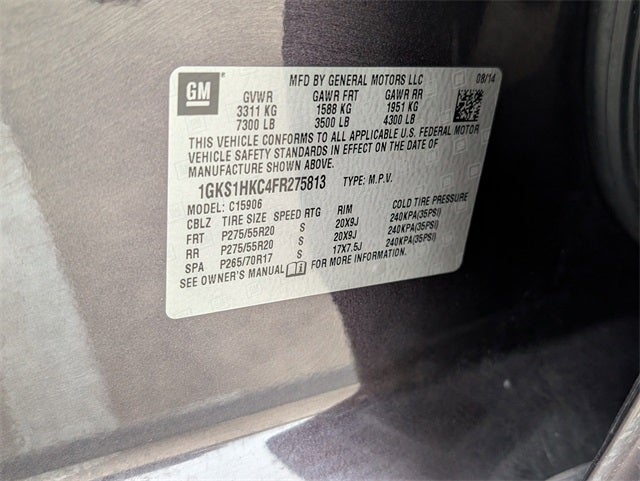 GM
MFD BY GENERAL MOTORS LLC 08/14
GVWR GAWR FRT GAWR RR
3311 KG 1588 KG 1951 KG
7300 LB 3500 LB 4300 LB
THIS VEHICLE CONFORMS TO ALL APPLICABLE U.S. FEDERAL MOTOR
VEHICLE SAFETY STANDARDS IN EFFECT ON THE DATE OF
MANUFACTURE SHOWN ABOVE.
1GKS1HKC4FR275813 TYPE: M.P.V.
MODEL: C15906
CBLZ TIRE SIZE SPEED RTG RIM COLD TIRE PRESSURE
FRT P275/55R20 S 20X9J 240KPA(35PSI)
RR P275/55R20 S 20X9J 240KPA(35PSI)
SPA P265/70R17 S 17X7.5J 240KPA(35PSI)
SEE OWNER'S MANUAL FOR MORE INFORMATION.